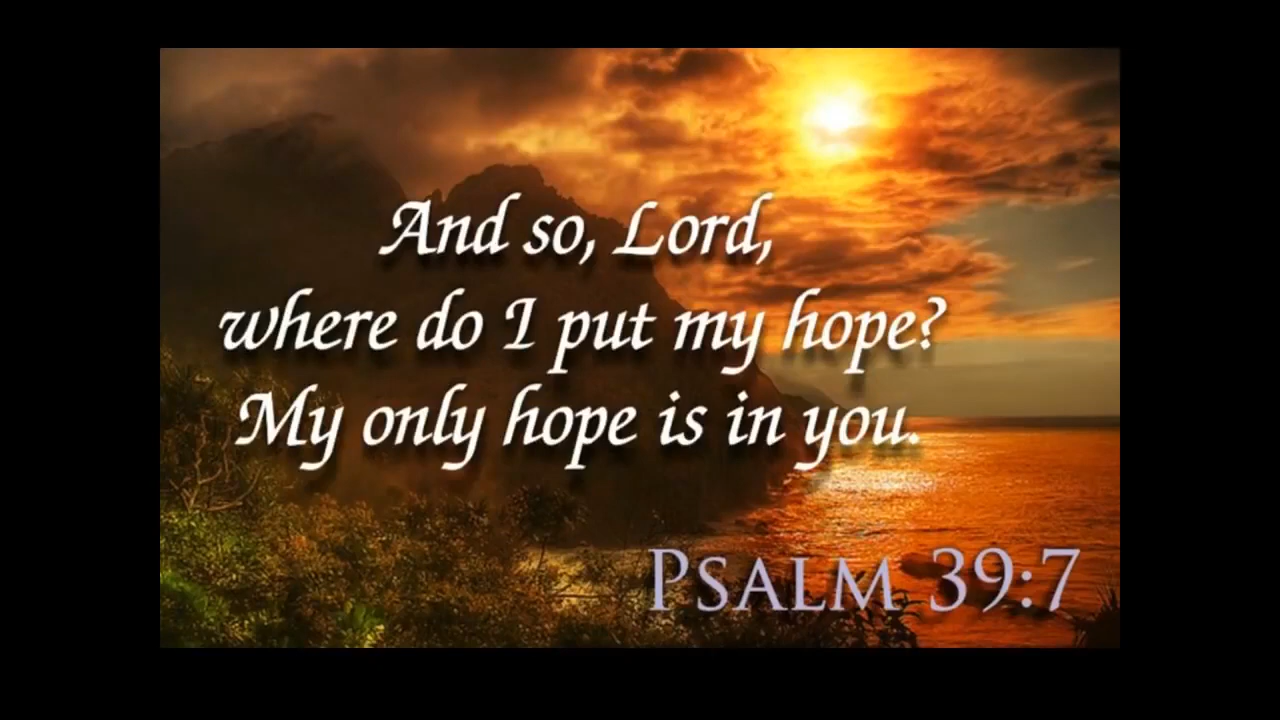 And so, Lord,
where do I put my hope?
My only hope is in you.
PSALM 39:7